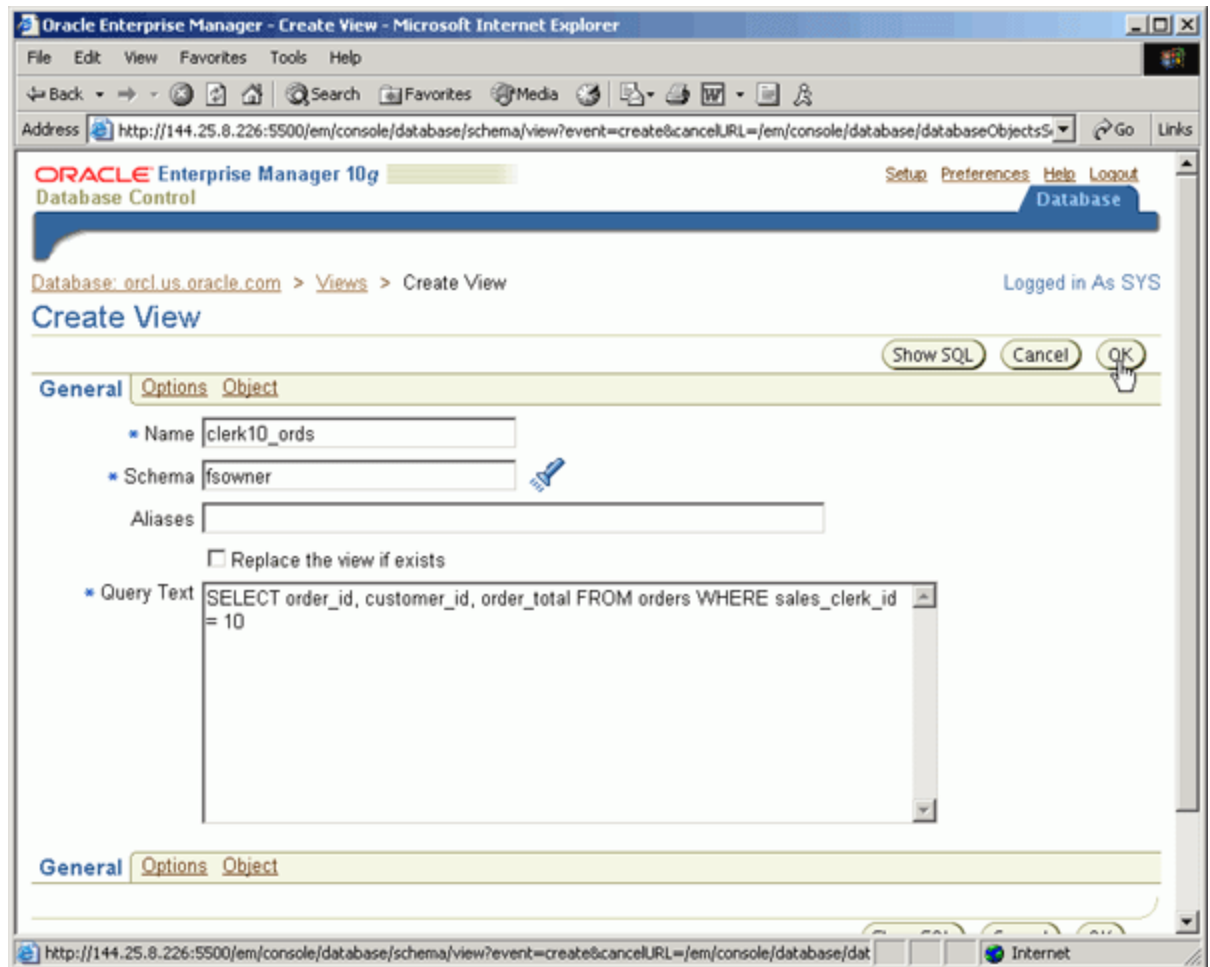 Oracle Enterprise Manager - Create View - Microsoft Internet Explorer
File Edit View Favorites Tools Help
Back Search Favorites Media
Address http://144.25.8.226:5500/em/console/database/schema/view?event=create&cancelURL=/em/console/database/databaseObjectsS Go Links
ORACLE Enterprise Manager 10g Setup Preferences Help Logout
Database Control Database
Database: orcl.us.oracle.com > Views > Create View Logged in As SYS
Create View
Show SQL Cancel OK
General Options Object
* Name clerk10_ords
* Schema fsowner
Aliases
Replace the view if exists
* Query Text SELECT order_id, customer_id, order_total FROM orders WHERE sales_clerk_id
= 10
General Options Object
http://144.25.8.226:5500/em/console/database/schema/view?event=create&cancelURL=/em/console/database/dat Internet